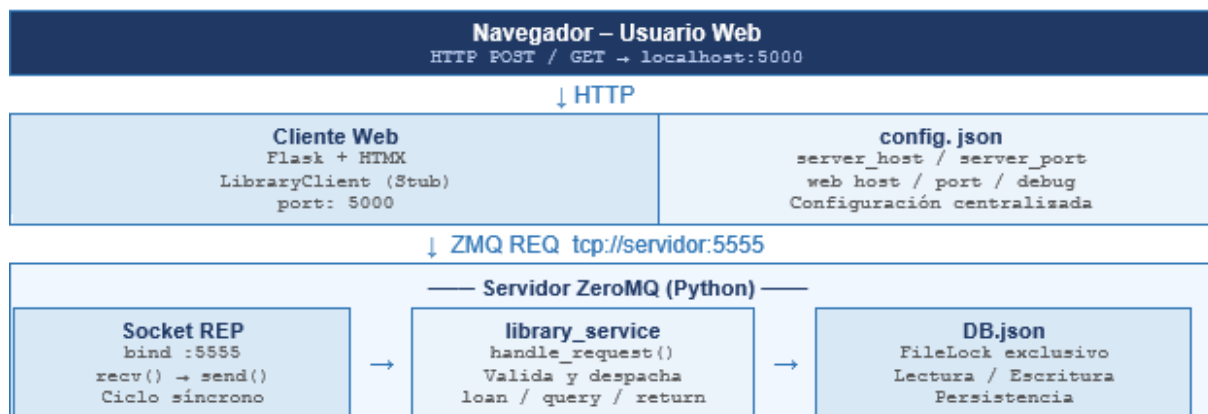 Navegador – Usuario Web
HTTP POST / GET → localhost:5000
↓ HTTP
Cliente Web
Flask + HTMX
LibraryClient (Stub)
port: 5000
config. json
server_host / server_port
web host / port / debug
Configuración centralizada
↓ ZMQ REQ tcp://servidor:5555
—— Servidor ZeroMQ (Python) ——
Socket REP
bind :5555
recv() → send()
Ciclo síncrono
→
library_service
handle_request()
Valida y despacha
loan / query / return
→
DB.json
FileLock exclusivo
Lectura / Escritura
Persistencia